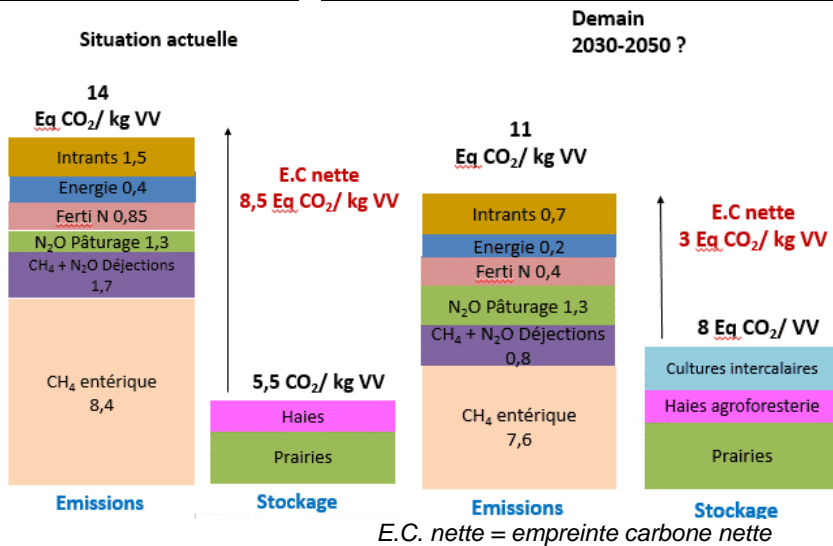 Situation actuelle
14
Eq CO₂/ kg VV
Intrants 1,5
Energie 0,4
Ferti N 0,85
N₂O Pâturage 1,3
CH₄ + N₂O Déjections
1,7
CH₄ entérique
8,4
Emissions
E.C nette
8,5 Eq CO₂/ kg VV
5,5 CO₂/ kg VV
Haies
Prairies
Stockage
Demain
2030-2050 ?
11
Eq CO₂/ kg VV
Intrants 0,7
Energie 0,2
Ferti N 0,4
N₂O Pâturage 1,3
CH₄ + N₂O Déjections
0,8
CH₄ entérique
7,6
Emissions
E.C nette
3 Eq CO₂/ kg VV
8 Eq CO₂/ VV
Cultures intercalaires
Haies agroforesterie
Prairies
Stockage
E.C. nette = empreinte carbone nette